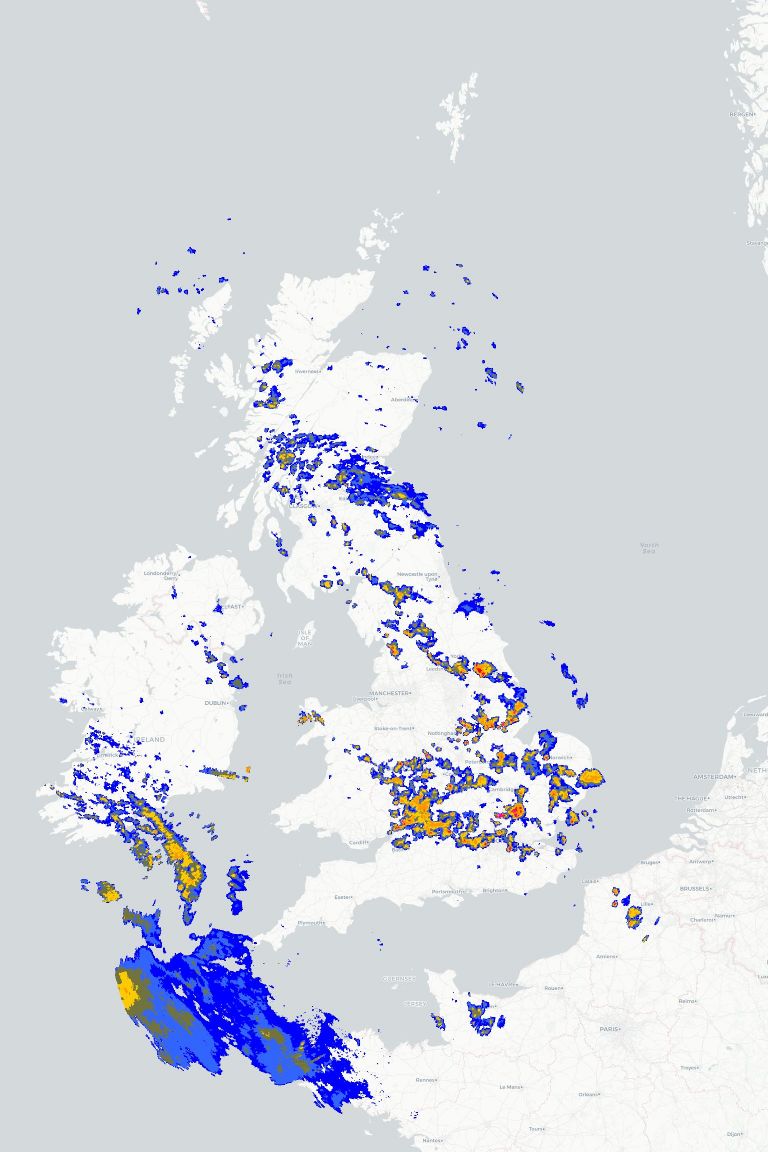 BERGEN
Stavanger
Inverness
Aberdeen
GLASGOW
North
Sea
Londonderry/
Derry
Newcastle upon
Tyne
ISLE
OF
MAN
Irish
Sea
DUBLIN
MANCHESTER
Liverpool
Stoke-on-Trent
Nottingham
Galway
Norwich
Cambridge
AMSTERDAM
THE HAGUE
Utrecht
Rotterdam
Cardiff
Exeter
Plymouth
Portsmouth
Brighton
Calais
Bruges
Antwerp
BRUSSELS
Lille
Charleroi
Namur
Amiens
GUERNSEY
JERSEY
LE HAVRE
Rouen
Reims
PARIS
Troyes
Rennes
Le Mans
Orléans
Tours
Nantes
Dijon